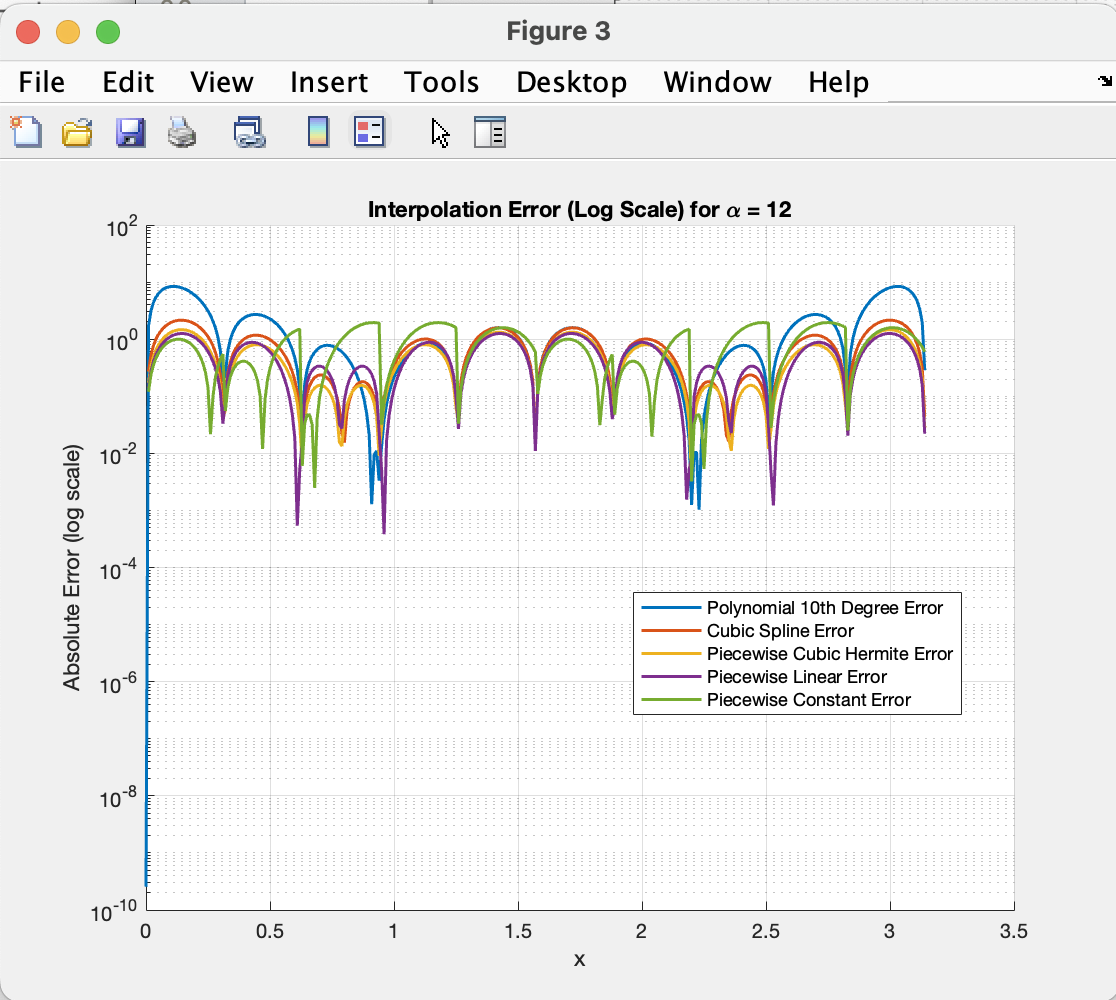 Figure 3
File Edit View Insert Tools Desktop Window Help
Interpolation Error (Log Scale) for α = 12
10^2
10^0
10^-2
10^-4
10^-6
10^-8
10^-10
Absolute Error (log scale)
Polynomial 10th Degree Error
Cubic Spline Error
Piecewise Cubic Hermite Error
Piecewise Linear Error
Piecewise Constant Error
0 0.5 1 1.5 2 2.5 3 3.5
x